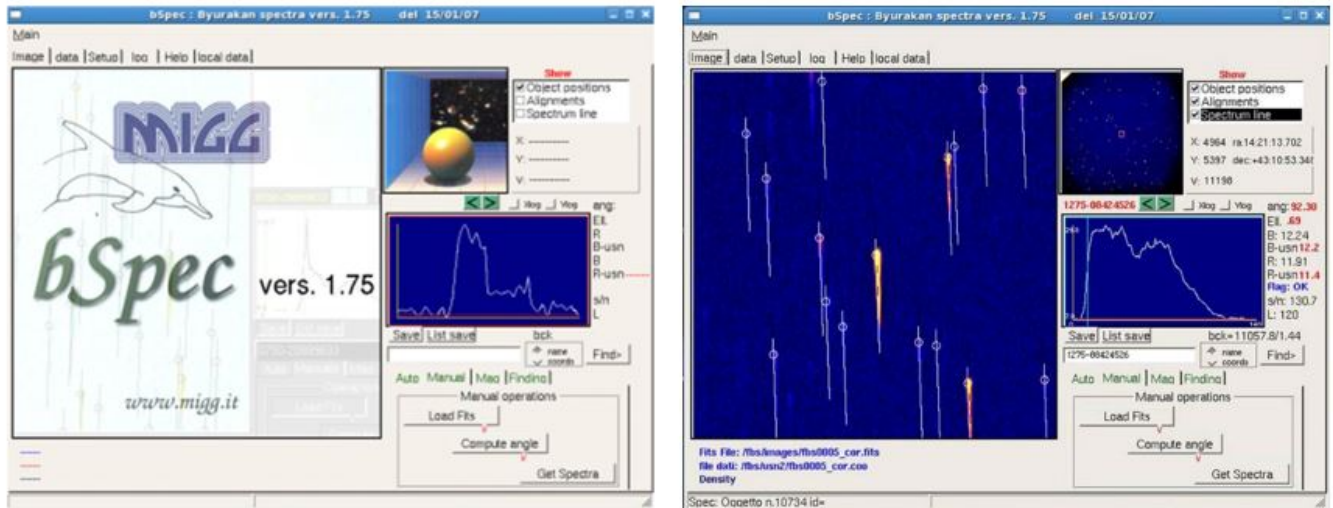 bSpec : Byurakan spectra vers. 1.75 del 15/01/07
Main
Image data Setup log Help local data
MIGG
bSpec
vers. 1.75
www.migg.it
Show
Object positions
Alignments
Spectrum line
X: ----------
Y: ----------
V: ----------
< > Xlog Ylog ang:
Ell.
R
B-usn
B
R-usn------
s/n
L
Save List save bck
name
coords
Find>
Auto Manual Mag Finding
Manual operations
Load Fits
Compute angle
Get Spectra
bSpec : Byurakan spectra vers. 1.75 del 15/01/07
Main
Image data Setup log Help local data
Show
Object positions
Alignments
Spectrum line
X: 4964 ra:14:21:13.702
Y: 5397 dec:+43:10:53.346
V: 11198
1275-08424526 < > Xlog Ylog ang: 92.30
Ell. .69
B: 12.24
B-usn 12.2
R: 11.91
R-usn 11.4
Flag: OK
s/n: 130.7
L: 120
Save List save bck=11057.8/1.44
1275-08424526
name
coords
Find>
Auto Manual Mag Finding
Manual operations
Load Fits
Compute angle
Get Spectra
Fits File: /fbs/images/fbs0005_cor.fits
file dati: /fbs/usn2/fbs0005_cor.coo
Density
Spec: Oggetto n.10734 id=